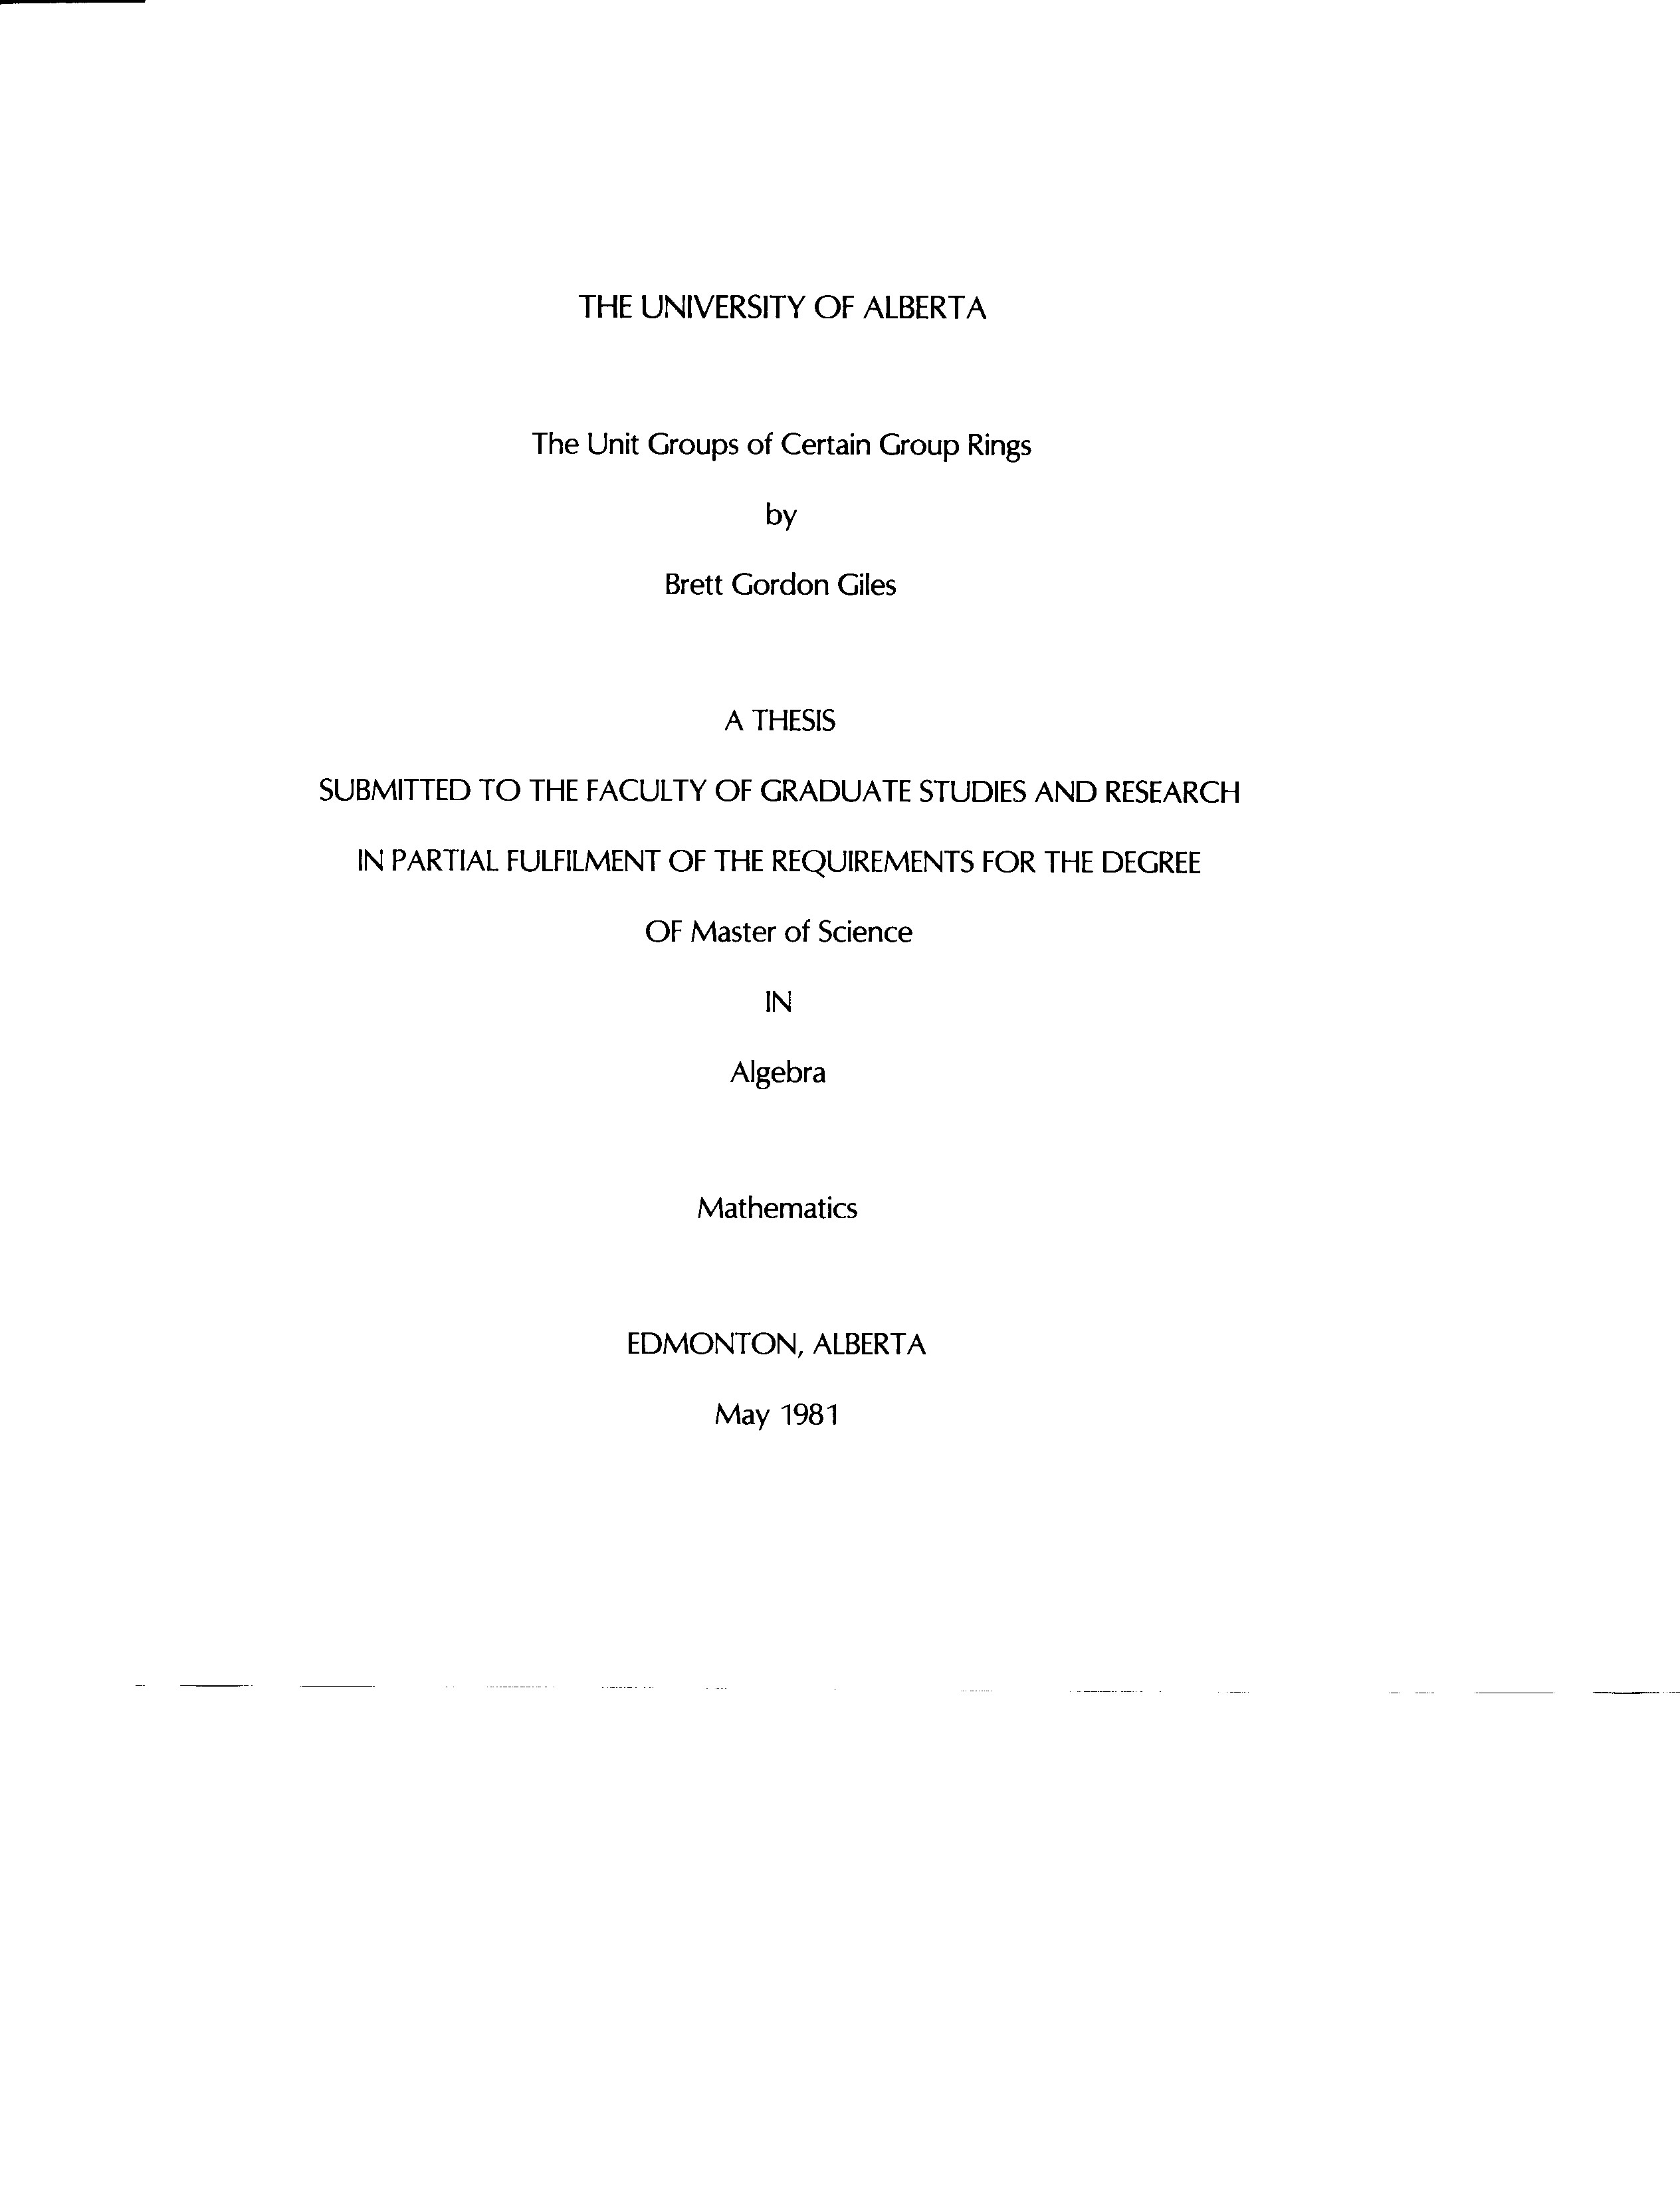 THE UNIVERSITY OF ALBERTA
The Unit Groups of Certain Group Rings
by
Brett Gordon Giles
A THESIS
SUBMITTED TO THE FACULTY OF GRADUATE STUDIES AND RESEARCH
IN PARTIAL FULFILMENT OF THE REQUIREMENTS FOR THE DEGREE
OF Master of Science
IN
Algebra
Mathematics
EDMONTON, ALBERTA
May 1981